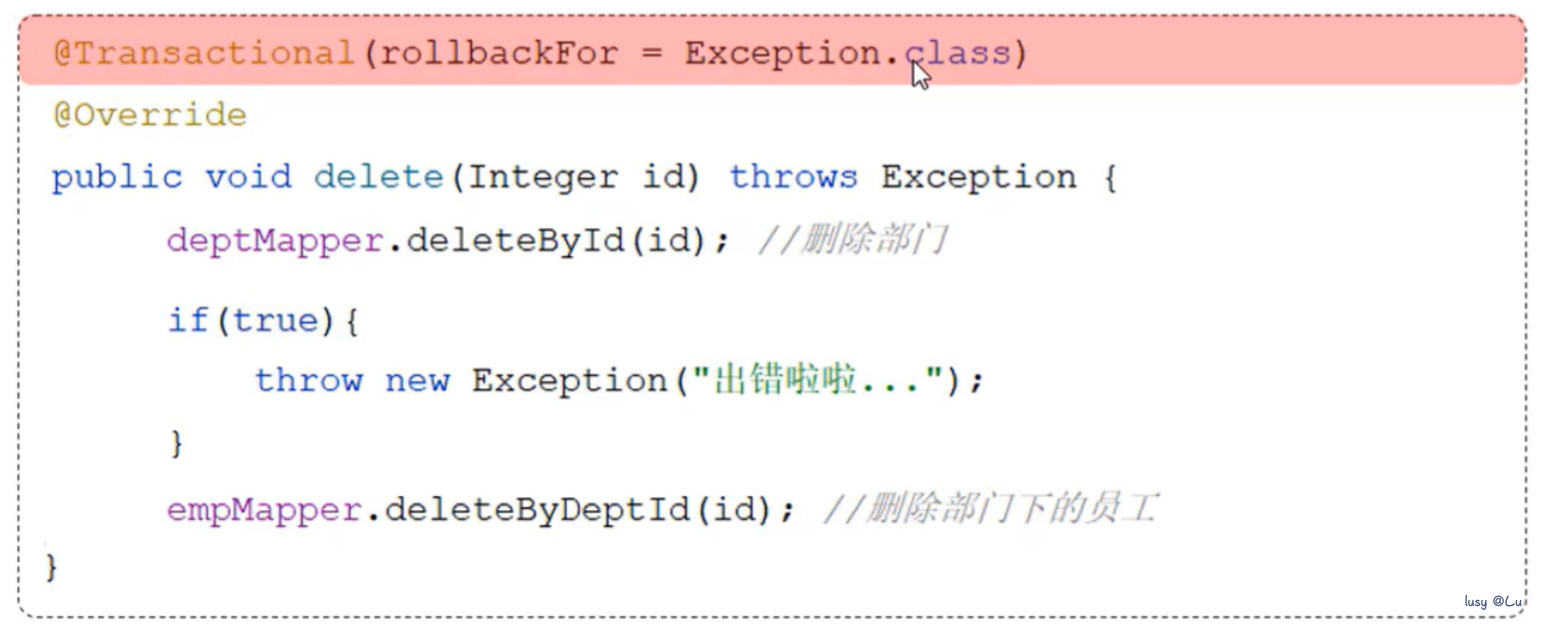 @Transactional(rollbackFor = Exception.class)
@Override
public void delete(Integer id) throws Exception {
deptMapper.deleteById(id); //删除部门
if(true){
throw new Exception("出错啦啦...");
}
empMapper.deleteByDeptId(id); //删除部门下的员工
}
lusy @Lu